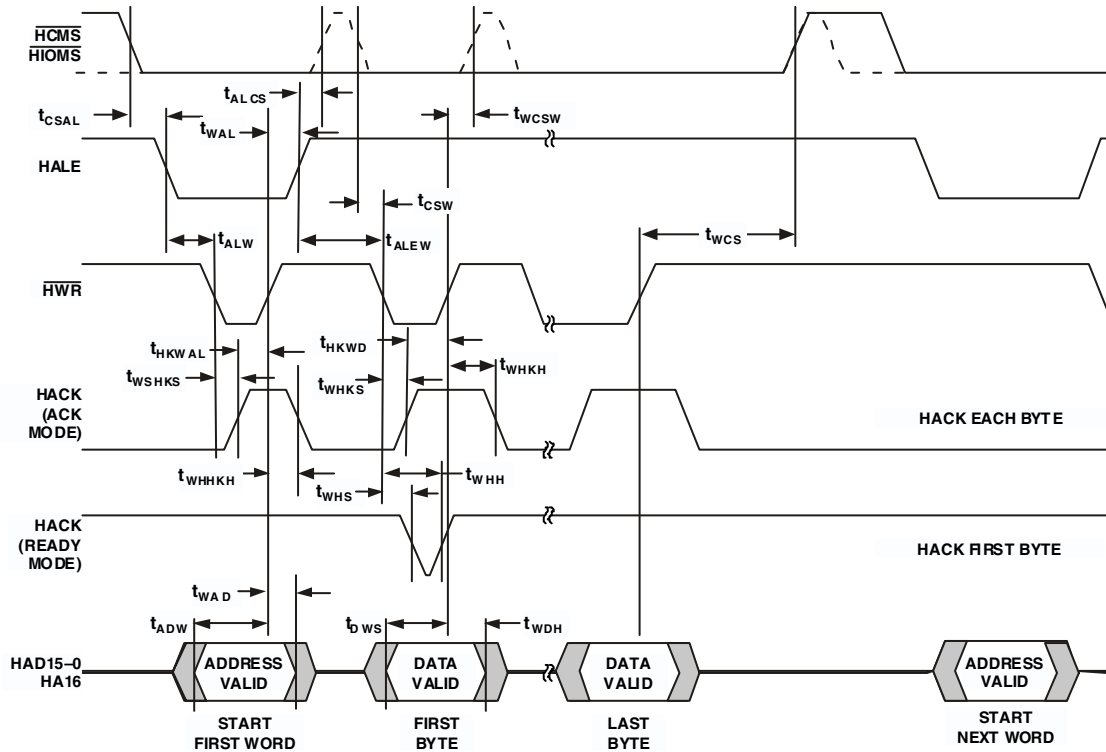 HCMS
HIOMS
tALCS
tCSAL
tWAL
tWCSW
HALE
tCSW
tALW
tALEW
tWCS
HWR
tHKWAL
tHKWD
tWHKH
tWSHKS
tWHKS
HACK
(ACK
MODE)
HACK EACH BYTE
tWHHKH
tWHS
tWHH
HACK
(READY
MODE)
HACK FIRST BYTE
tWAD
tADW
tDWS
tWDH
HAD15–0
HA16
ADDRESS
VALID
DATA
VALID
DATA
VALID
ADDRESS
VALID
START
FIRST WORD
FIRST
BYTE
LAST
BYTE
START
NEXT WORD